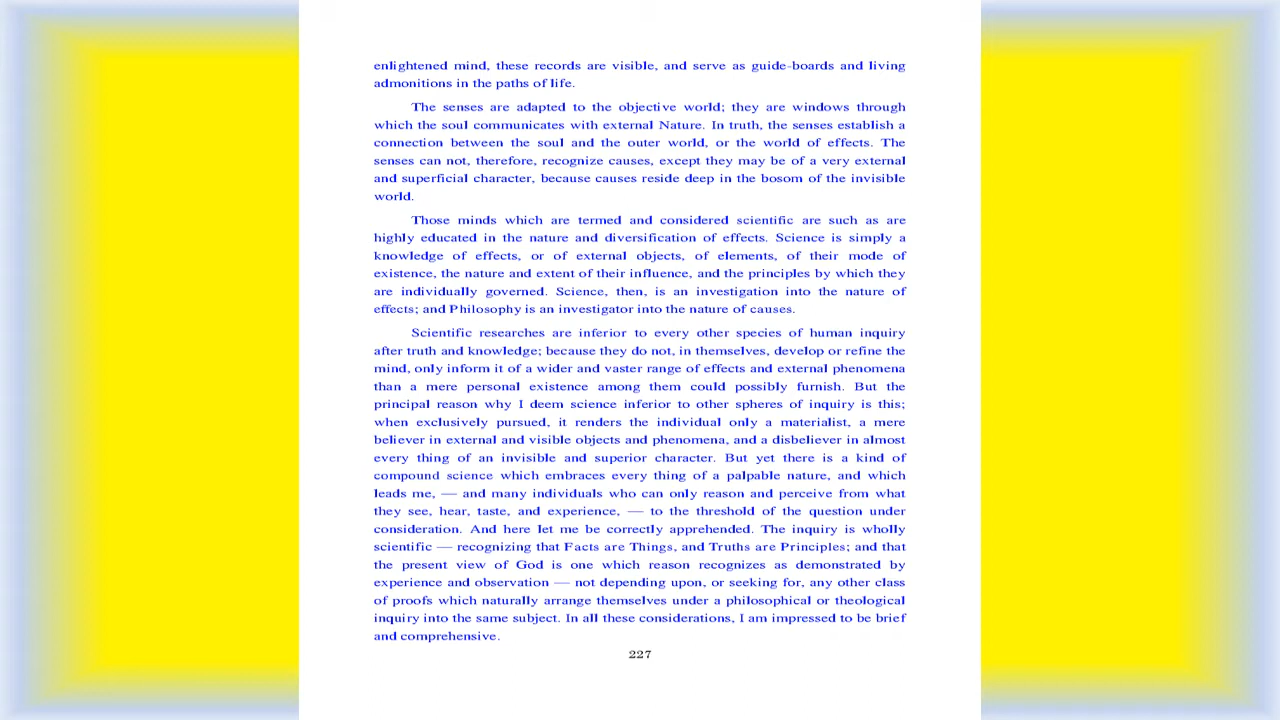 enlightened mind, these records are visible, and serve as guide-boards and living
admonitions in the paths of life.
The senses are adapted to the objective world; they are windows through
which the soul communicates with external Nature. In truth, the senses establish a
connection between the soul and the outer world, or the world of effects. The
senses can not, therefore, recognize causes, except they may be of a very external
and superficial character, because causes reside deep in the bosom of the invisible
world.
Those minds which are termed and considered scientific are such as are
highly educated in the nature and diversification of effects. Science is simply a
knowledge of effects, or of external objects, of elements, of their mode of
existence, the nature and extent of their influence, and the principles by which they
are individually governed. Science, then, is an investigation into the nature of
effects; and Philosophy is an investigator into the nature of causes.
Scientific researches are inferior to every other species of human inquiry
after truth and knowledge; because they do not, in themselves, develop or refine the
mind, only inform it of a wider and vaster range of effects and external phenomena
than a mere personal existence among them could possibly furnish. But the
principal reason why I deem science inferior to other spheres of inquiry is this;
when exclusively pursued, it renders the individual only a materialist, a mere
believer in external and visible objects and phenomena, and a disbeliever in almost
every thing of an invisible and superior character. But yet there is a kind of
compound science which embraces every thing of a palpable nature, and which
leads me, — and many individuals who can only reason and perceive from what
they see, hear, taste, and experience, — to the threshold of the question under
consideration. And here let me be correctly apprehended. The inquiry is wholly
scientific — recognizing that Facts are Things, and Truths are Principles; and that
the present view of God is one which reason recognizes as demonstrated by
experience and observation — not depending upon, or seeking for, any other class
of proofs which naturally arrange themselves under a philosophical or theological
inquiry into the same subject. In all these considerations, I am impressed to be brief
and comprehensive.
227